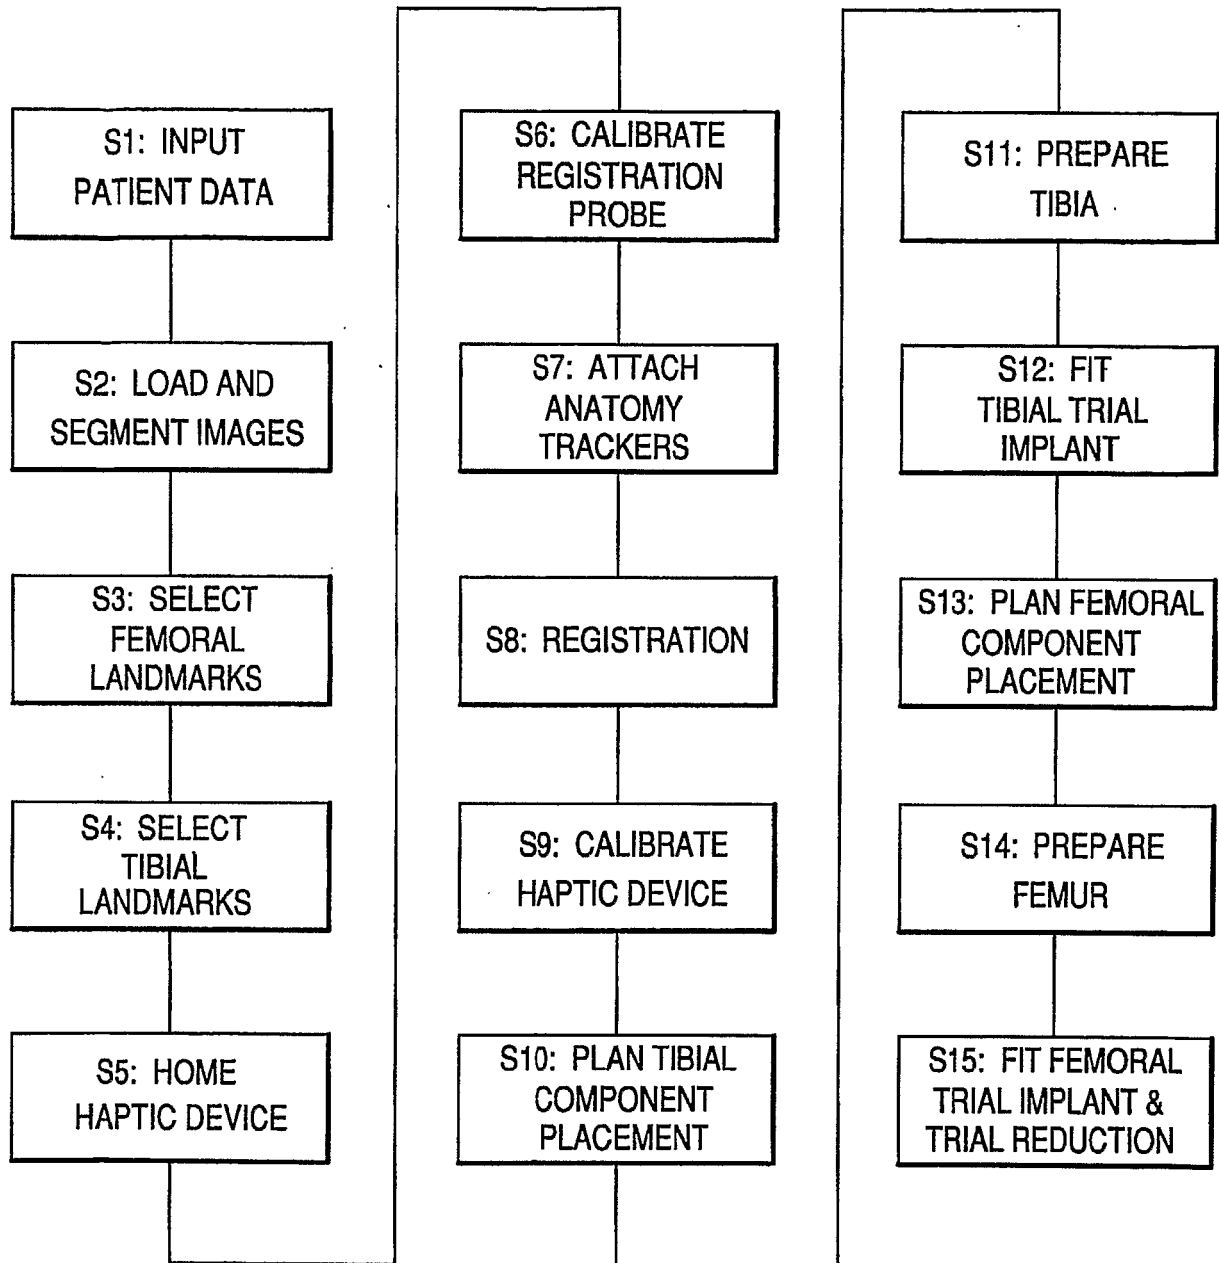 S1: INPUT
PATIENT DATA
S2: LOAD AND
SEGMENT IMAGES
S3: SELECT
FEMORAL
LANDMARKS
S4: SELECT
TIBIAL
LANDMARKS
S5: HOME
HAPTIC DEVICE
S6: CALIBRATE
REGISTRATION
PROBE
S7: ATTACH
ANATOMY
TRACKERS
S8: REGISTRATION
S9: CALIBRATE
HAPTIC DEVICE
S10: PLAN TIBIAL
COMPONENT
PLACEMENT
S11: PREPARE
TIBIA
S12: FIT
TIBIAL TRIAL
IMPLANT
S13: PLAN FEMORAL
COMPONENT
PLACEMENT
S14: PREPARE
FEMUR
S15: FIT FEMORAL
TRIAL IMPLANT &
TRIAL REDUCTION